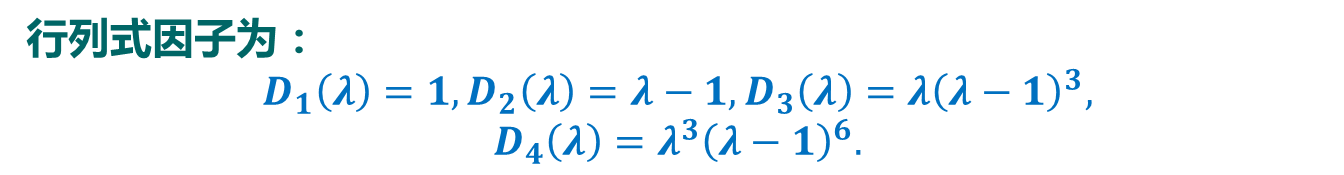 行列式因子为：
D₁(λ) = 1, D₂(λ) = λ − 1, D₃(λ) = λ(λ − 1)³,
D₄(λ) = λ³(λ − 1)⁶.